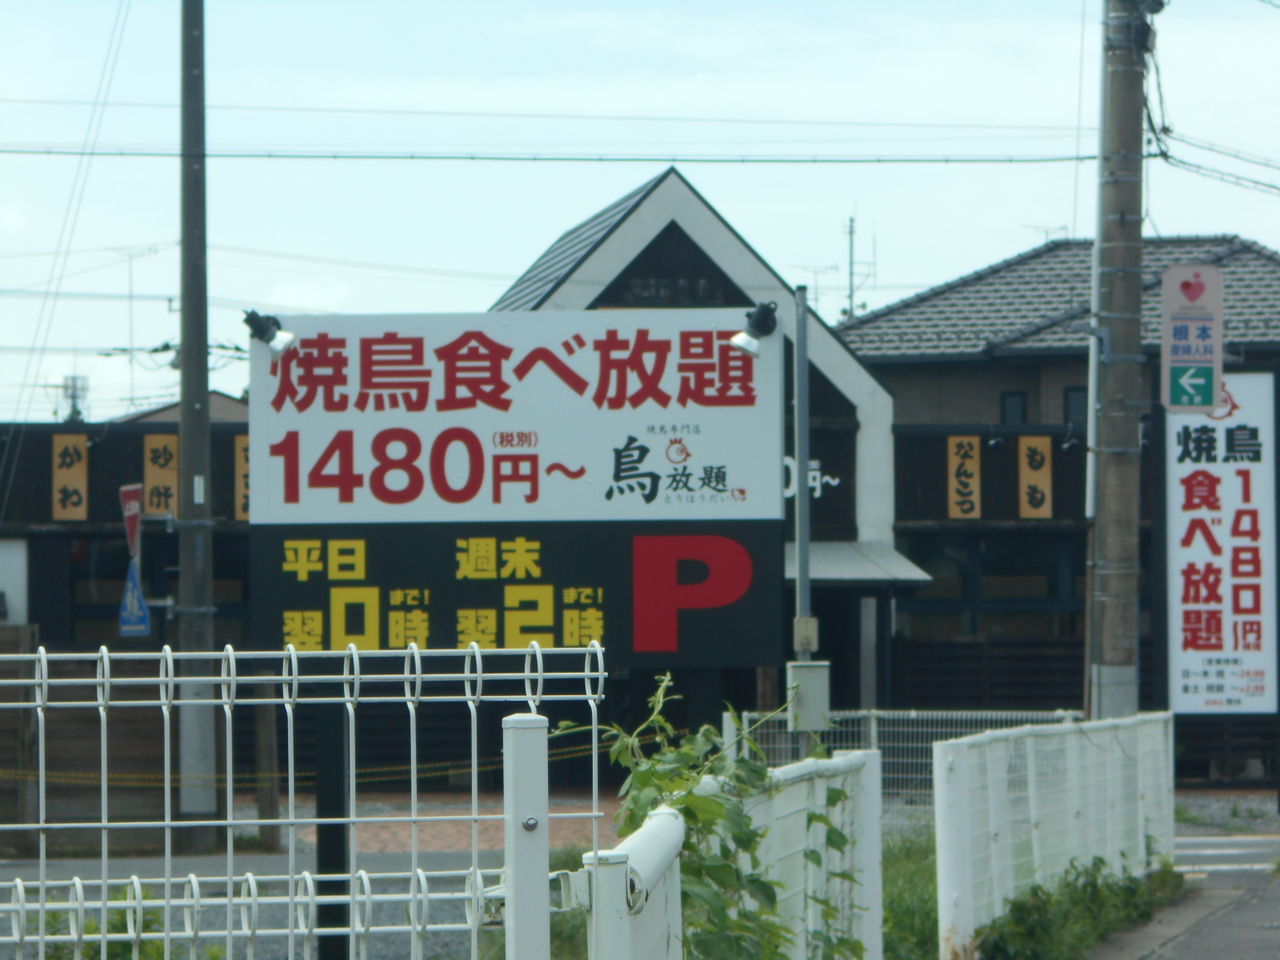 焼鳥食べ放題
1480円～
(税別)
焼鳥専門店
鳥放題
とりほうだい
平日
翌0時まで!
週末
翌2時まで!
P
かわ
砂肝
なんこつ
もも
円～
根本
産婦人科
焼鳥
食べ放題
1480円